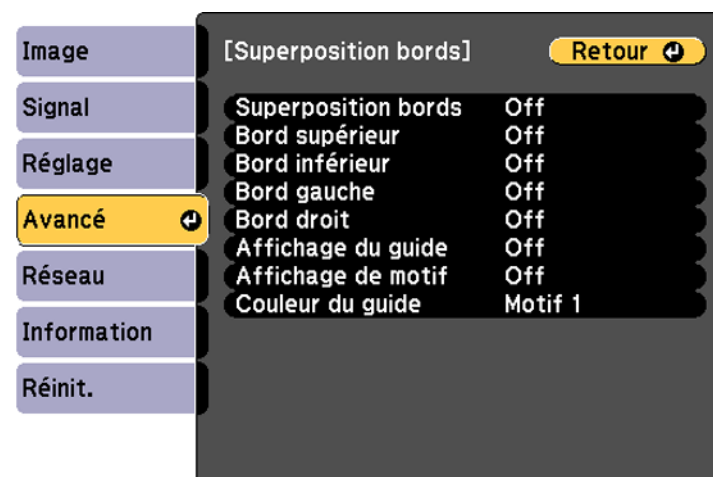 Image
Signal
Réglage
Avancé
Réseau
Information
Réinit.
[Superposition bords]
Retour
Superposition bords Off
Bord supérieur Off
Bord inférieur Off
Bord gauche Off
Bord droit Off
Affichage du guide Off
Affichage de motif Off
Couleur du guide Motif 1